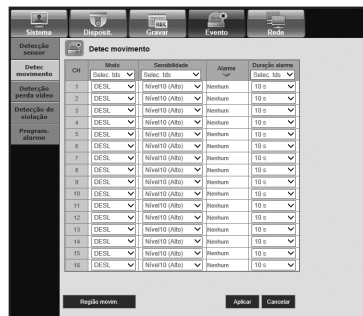 Sistema Disposit. Gravar Evento Rede
REC
Detecção sensor
Detec movimento
Detecção perda vídeo
Detecção de violação
Program. alarme
Detec movimento
CH Modo Sensibilidade Alarme Duração alarme
Selec. tds Selec. tds Selec. tds
1 DESL Nível10 (Alto) Nenhum 10 s
2 DESL Nível10 (Alto) Nenhum 10 s
3 DESL Nível10 (Alto) Nenhum 10 s
4 DESL Nível10 (Alto) Nenhum 10 s
5 DESL Nível10 (Alto) Nenhum 10 s
6 DESL Nível10 (Alto) Nenhum 10 s
7 DESL Nível10 (Alto) Nenhum 10 s
8 DESL Nível10 (Alto) Nenhum 10 s
9 DESL Nível10 (Alto) Nenhum 10 s
10 DESL Nível10 (Alto) Nenhum 10 s
11 DESL Nível10 (Alto) Nenhum 10 s
12 DESL Nível10 (Alto) Nenhum 10 s
13 DESL Nível10 (Alto) Nenhum 10 s
14 DESL Nível10 (Alto) Nenhum 10 s
15 DESL Nível10 (Alto) Nenhum 10 s
16 DESL Nível10 (Alto) Nenhum 10 s
Região movim. Aplicar Cancelar